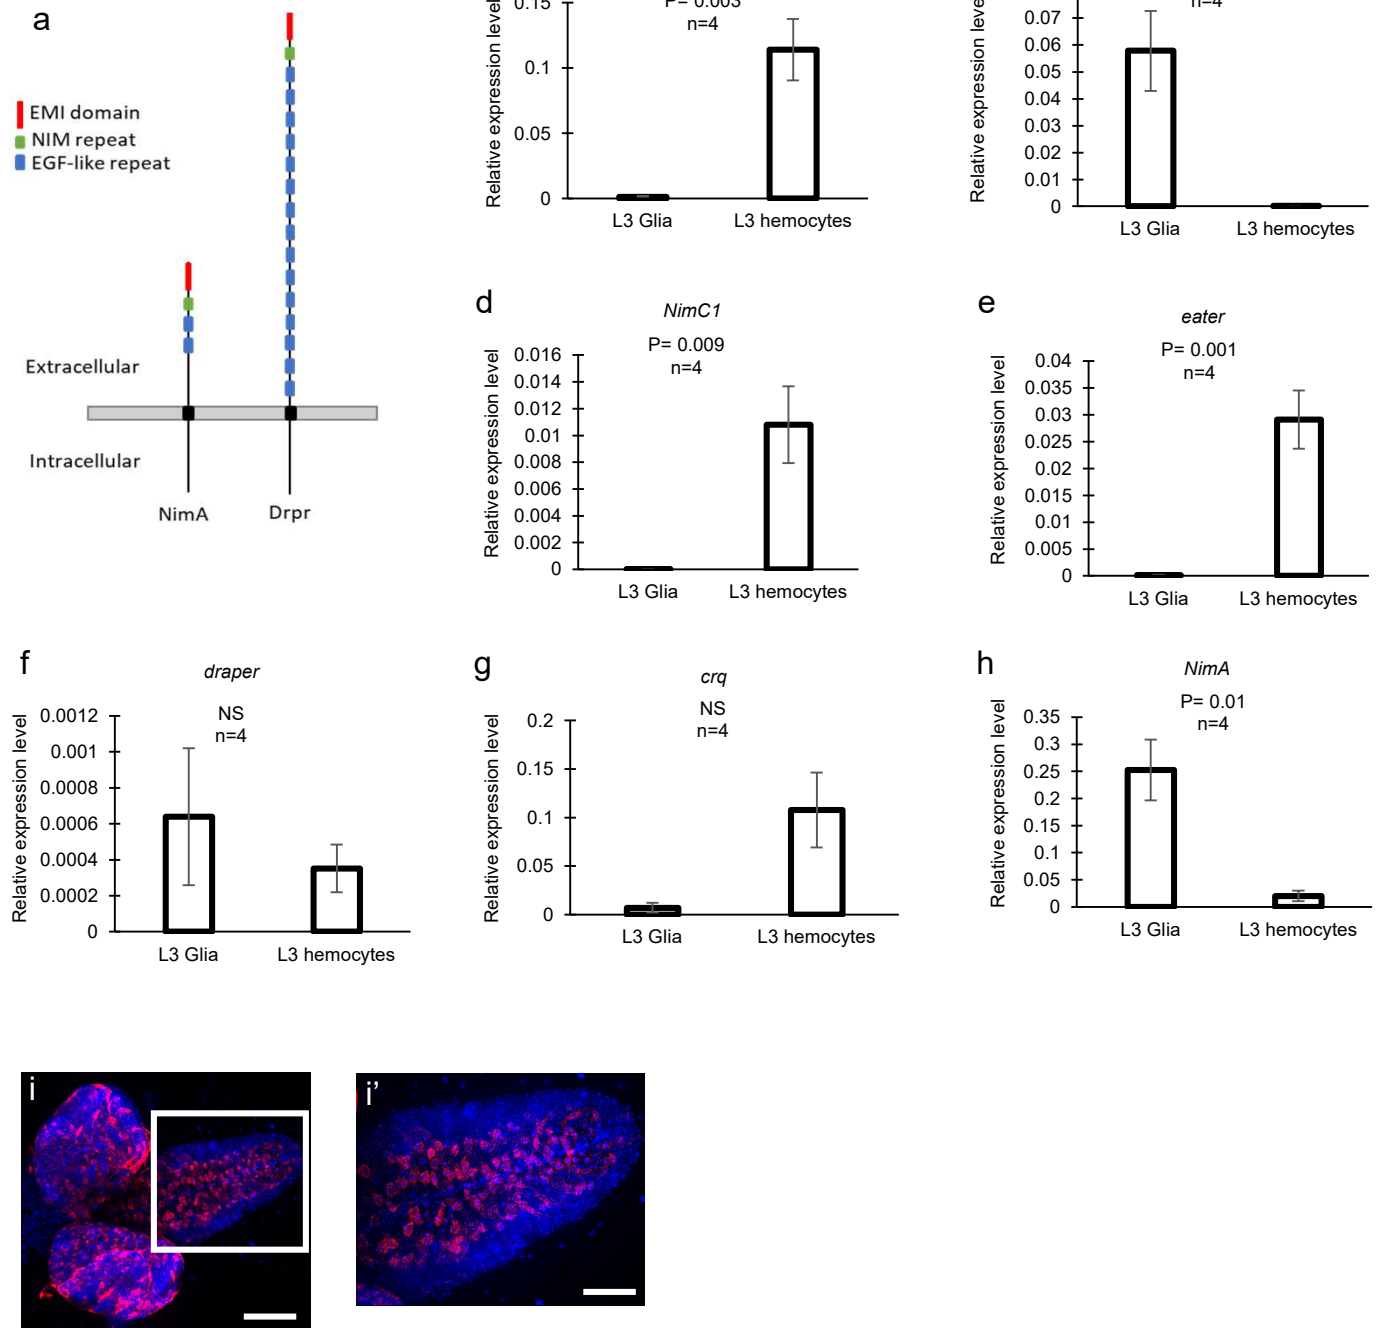 a
EMI domain
NIM repeat
EGF-like repeat
Extracellular
Intracellular
NimA
Drpr
P= 0.003
n=4
Relative expression level
0.15
0.1
0.05
0
L3 Glia
L3 hemocytes
n=4
Relative expression level
0.07
0.06
0.05
0.04
0.03
0.02
0.01
0
L3 Glia
L3 hemocytes
d
NimC1
P= 0.009
n=4
Relative expression level
0.016
0.014
0.012
0.01
0.008
0.006
0.004
0.002
0
L3 Glia
L3 hemocytes
e
eater
P= 0.001
n=4
Relative expression level
0.04
0.035
0.03
0.025
0.02
0.015
0.01
0.005
0
L3 Glia
L3 hemocytes
f
draper
NS
n=4
Relative expression level
0.0012
0.001
0.0008
0.0006
0.0004
0.0002
0
L3 Glia
L3 hemocytes
g
crq
NS
n=4
Relative expression level
0.2
0.15
0.1
0.05
0
L3 Glia
L3 hemocytes
h
NimA
P= 0.01
n=4
Relative expression level
0.35
0.3
0.25
0.2
0.15
0.1
0.05
0
L3 Glia
L3 hemocytes
i
i’